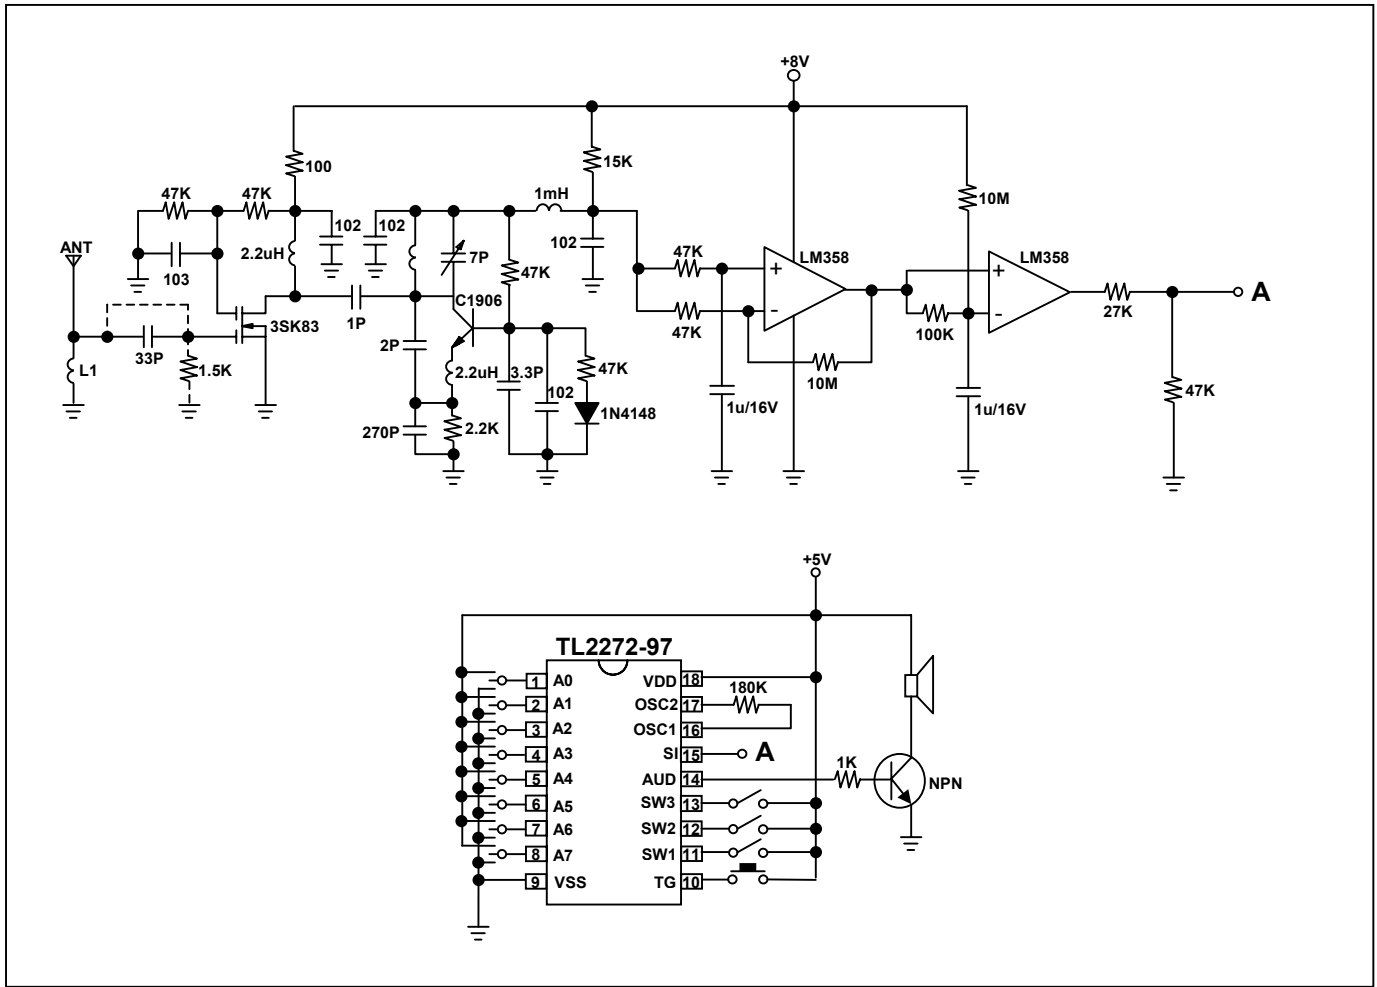 +8V
100
15K
47K
47K
1mH
10M
ANT
102
102
2.2uH
103
7P
102
47K
47K
LM358
LM358
+
+
A
C1906
3SK83
1P
47K
-
100K
-
27K
33P
2P
1.5K
L1
2.2uH
3.3P
47K
10M
102
1N4148
1u/16V
1u/16V
47K
270P
2.2K
+5V
TL2272-97
1 A0
VDD 18
180K
2 A1
OSC2 17
3 A2
OSC1 16
4 A3
SI 15
A
5 A4
AUD 14
1K
NPN
6 A5
SW3 13
7 A6
SW2 12
8 A7
SW1 11
9 VSS
TG 10